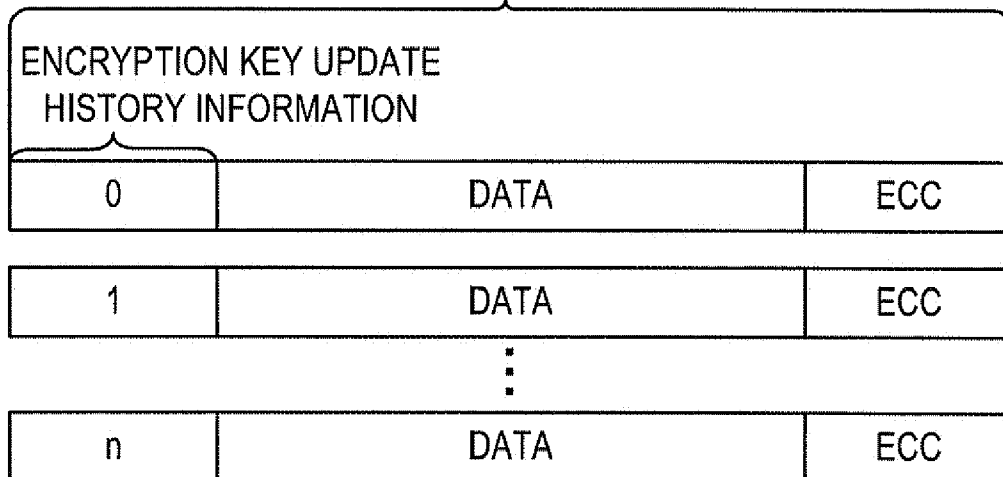 ENCRYPTION KEY UPDATE
HISTORY INFORMATION
0 DATA ECC
1 DATA ECC
n DATA ECC